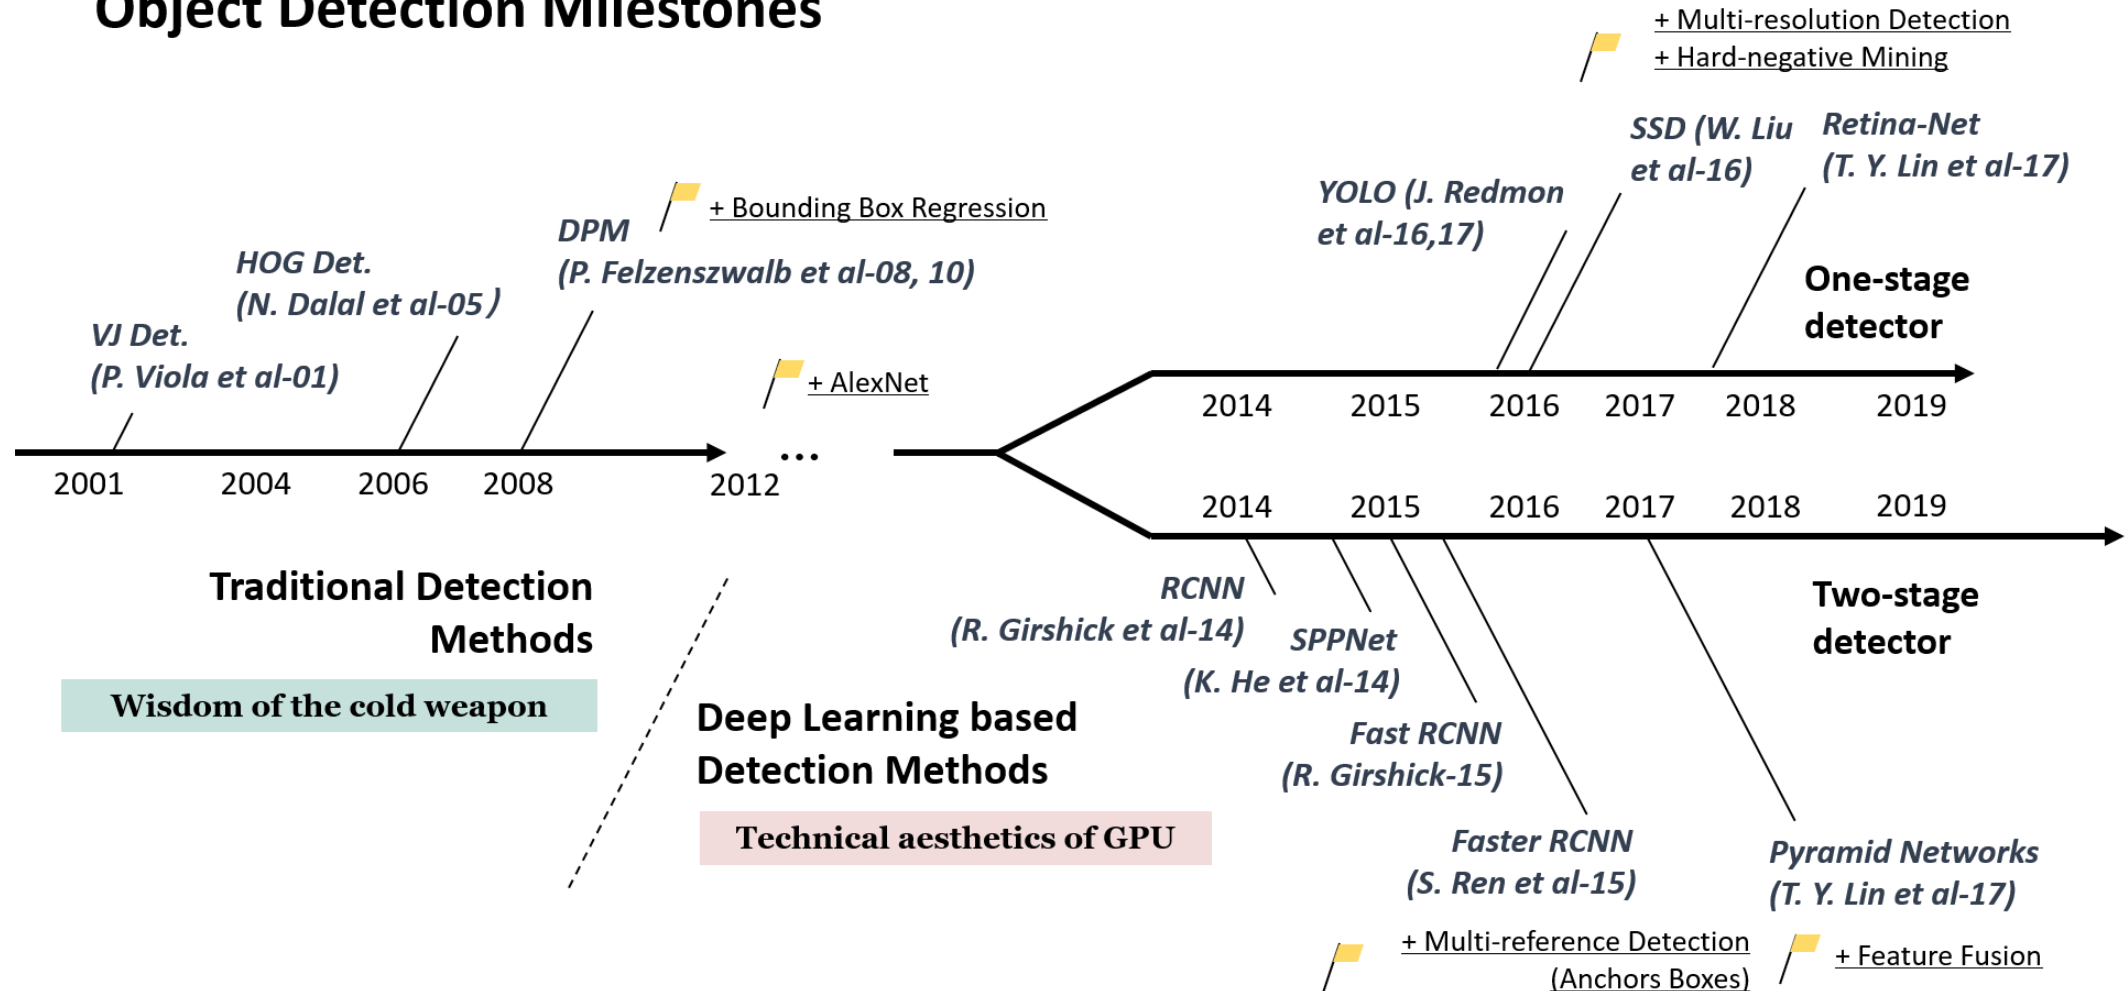 Object Detection Milestones
+ Multi-resolution Detection
+ Hard-negative Mining
SSD (W. Liu
et al-16)
Retina-Net
(T. Y. Lin et al-17)
YOLO (J. Redmon
et al-16,17)
+ Bounding Box Regression
DPM
(P. Felzenszwalb et al-08, 10)
HOG Det.
(N. Dalal et al-05)
VJ Det.
(P. Viola et al-01)
One-stage
detector
+ AlexNet
2014 2015 2016 2017 2018 2019
...
2001 2004 2006 2008 2012
2014 2015 2016 2017 2018 2019
Traditional Detection
Methods
Wisdom of the cold weapon
RCNN
(R. Girshick et al-14)
SPPNet
(K. He et al-14)
Two-stage
detector
Deep Learning based
Detection Methods
Technical aesthetics of GPU
Fast RCNN
(R. Girshick-15)
Faster RCNN
(S. Ren et al-15)
Pyramid Networks
(T. Y. Lin et al-17)
+ Multi-reference Detection
(Anchors Boxes)
+ Feature Fusion